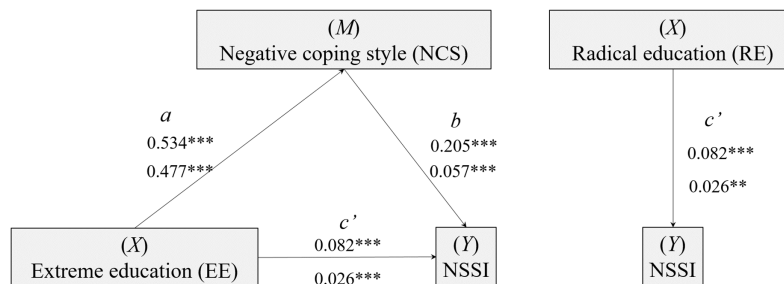 (M)
Negative coping style (NCS)
(X)
Radical education (RE)
a
0.534***
0.477***
b
0.205***
0.057***
c’
0.082***
0.026**
(X)
Extreme education (EE)
c’
0.082***
0.026***
(Y)
NSSI
(Y)
NSSI